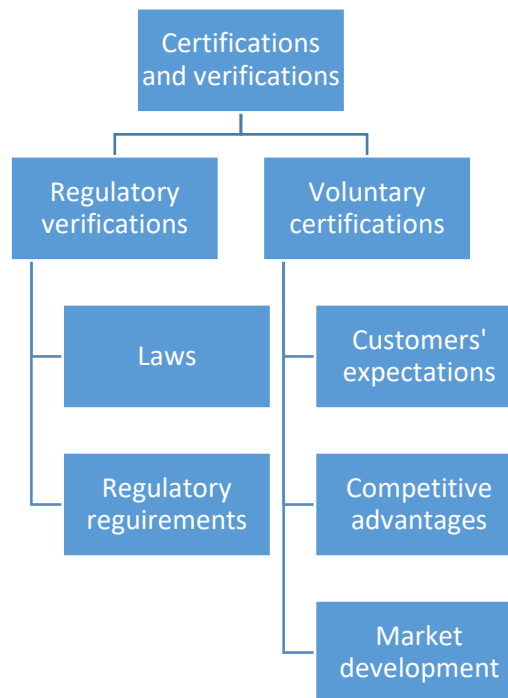 Certifications
and verifications
Regulatory
verifications
Voluntary
certifications
Laws
Regulatory
reguirements
Customers'
expectations
Competitive
advantages
Market
development